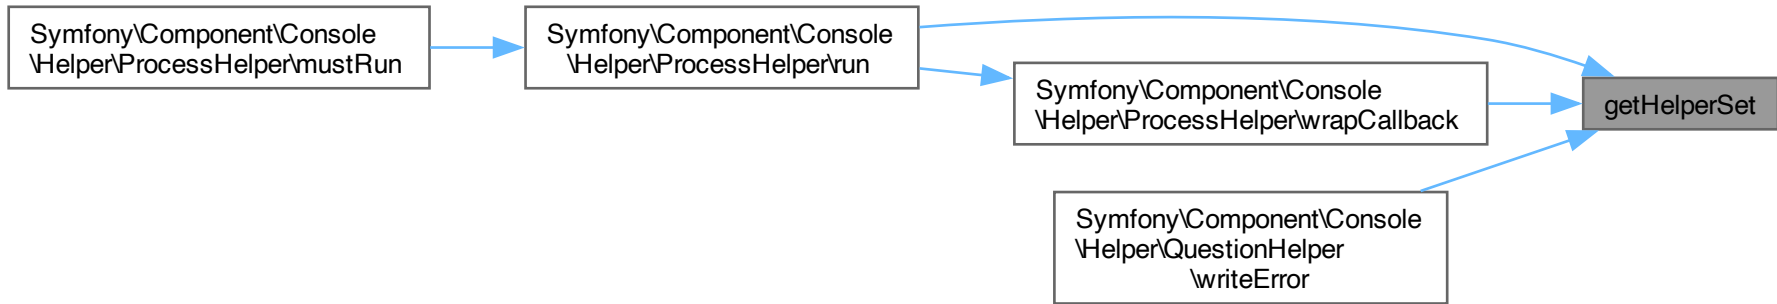 Symfony\Component\Console
\Helper\ProcessHelper\mustRun
Symfony\Component\Console
\Helper\ProcessHelper\run
Symfony\Component\Console
\Helper\ProcessHelper\wrapCallback
getHelperSet
Symfony\Component\Console
\Helper\QuestionHelper
\writeError